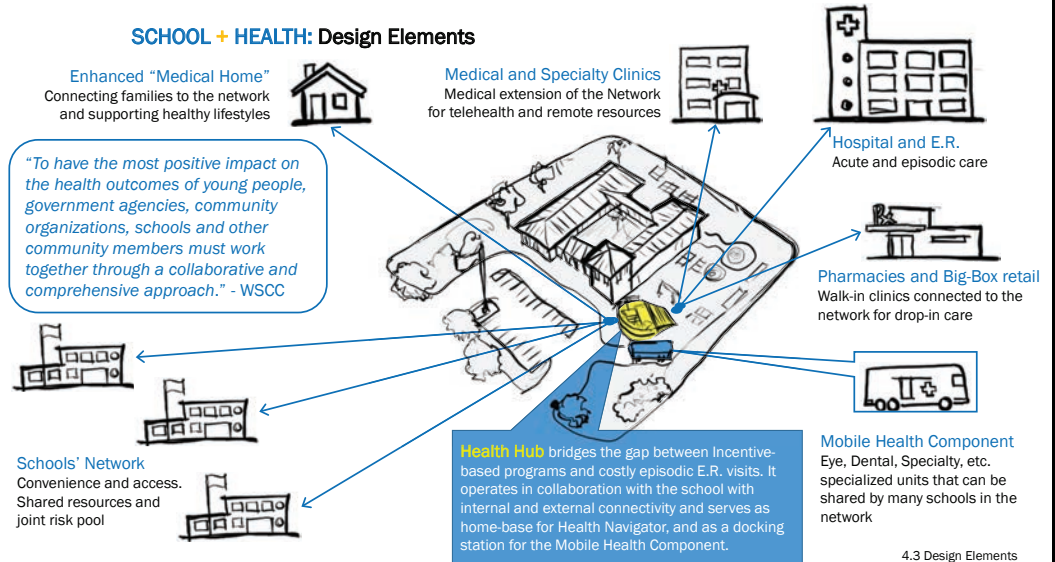 SCHOOL + HEALTH: Design Elements
Enhanced “Medical Home”
Connecting families to the network
and supporting healthy lifestyles
Medical and Specialty Clinics
Medical extension of the Network
for telehealth and remote resources
Hospital and E.R.
Acute and episodic care
“To have the most positive impact on
the health outcomes of young people,
government agencies, community
organizations, schools and other
community members must work
together through a collaborative and
comprehensive approach.” - WSCC
Rx
Pharmacies and Big-Box retail
Walk-in clinics connected to the
network for drop-in care
Schools’ Network
Convenience and access.
Shared resources and
joint risk pool
Health Hub bridges the gap between Incentive-
based programs and costly episodic E.R. visits. It
operates in collaboration with the school with
internal and external connectivity and serves as
home-base for Health Navigator, and as a docking
station for the Mobile Health Component.
Mobile Health Component
Eye, Dental, Specialty, etc.
specialized units that can be
shared by many schools in the
network
4.3 Design Elements